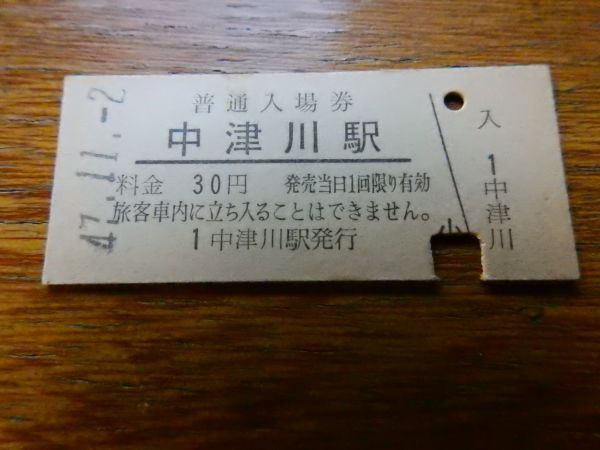 47.11.-2
普通入場券
中津川駅
料金 30円 発売当日1回限り有効
旅客車内に立ち入ることはできません。
1 中津川駅発行
小
入
1
中津川